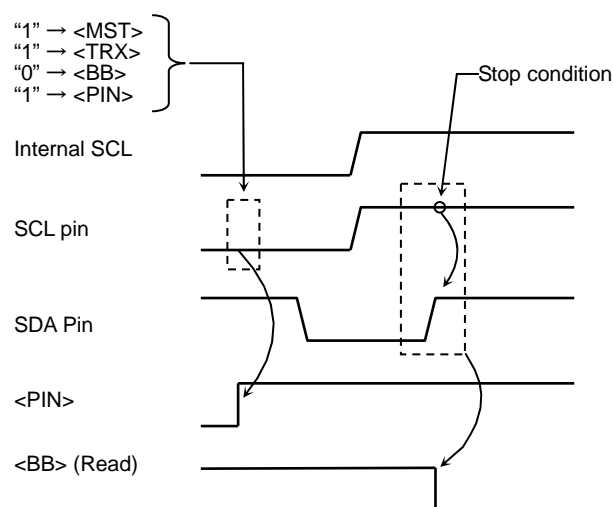 “1” → <MST>
“1” → <TRX>
“0” → <BB>
“1” → <PIN>
Stop condition
Internal SCL
SCL pin
SDA Pin
<PIN>
<BB> (Read)